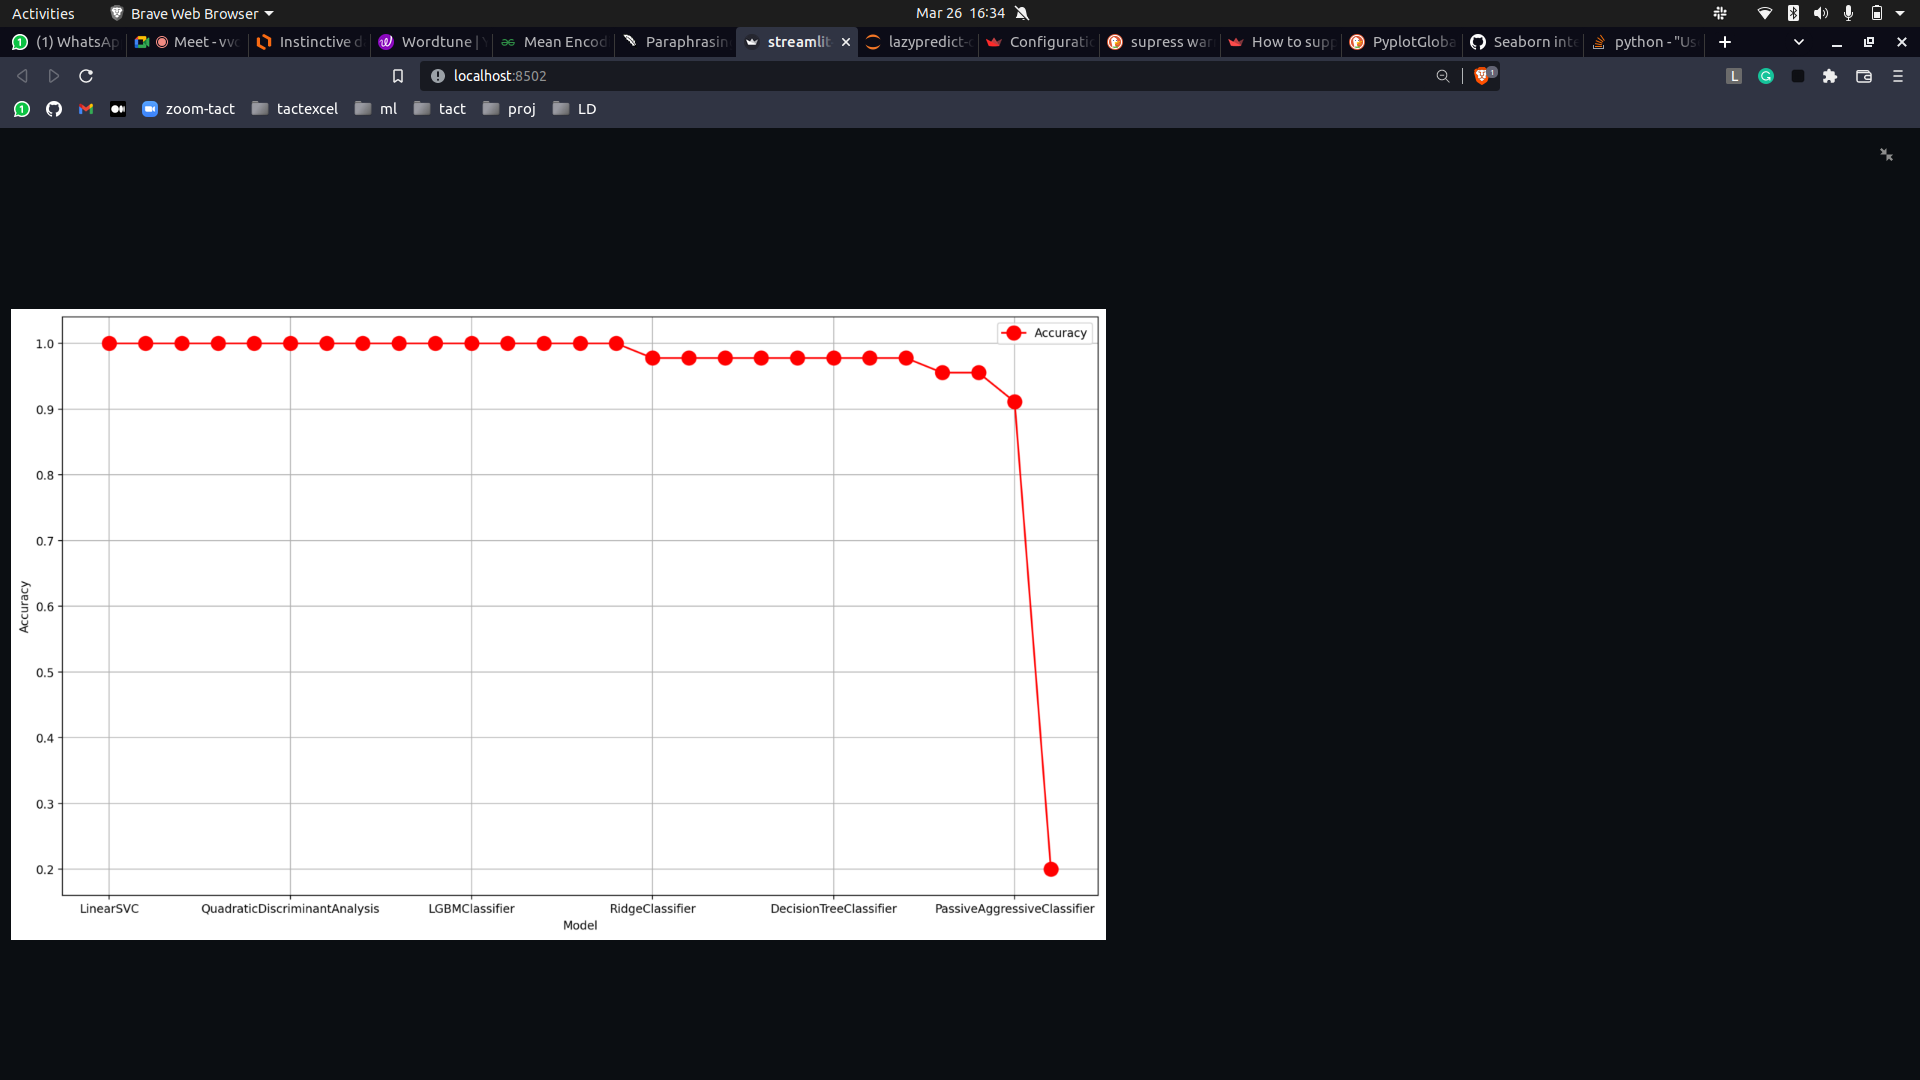 Activities Brave Web Browser Mar 26 16:34
(1) WhatsAp Meet - vvc Instinctive d Wordtune | Mean Encod Paraphrasin streamlit lazypredict- Configuratio supress war How to supp PyplotGloba Seaborn inte python - "Us
localhost:8502 1
zoom-tact tactexcel ml tact proj LD
Accuracy
1.0
0.9
0.8
0.7
0.6
0.5
0.4
0.3
0.2
Accuracy
LinearSVC QuadraticDiscriminantAnalysis LGBMClassifier RidgeClassifier DecisionTreeClassifier PassiveAggressiveClassifier
Model